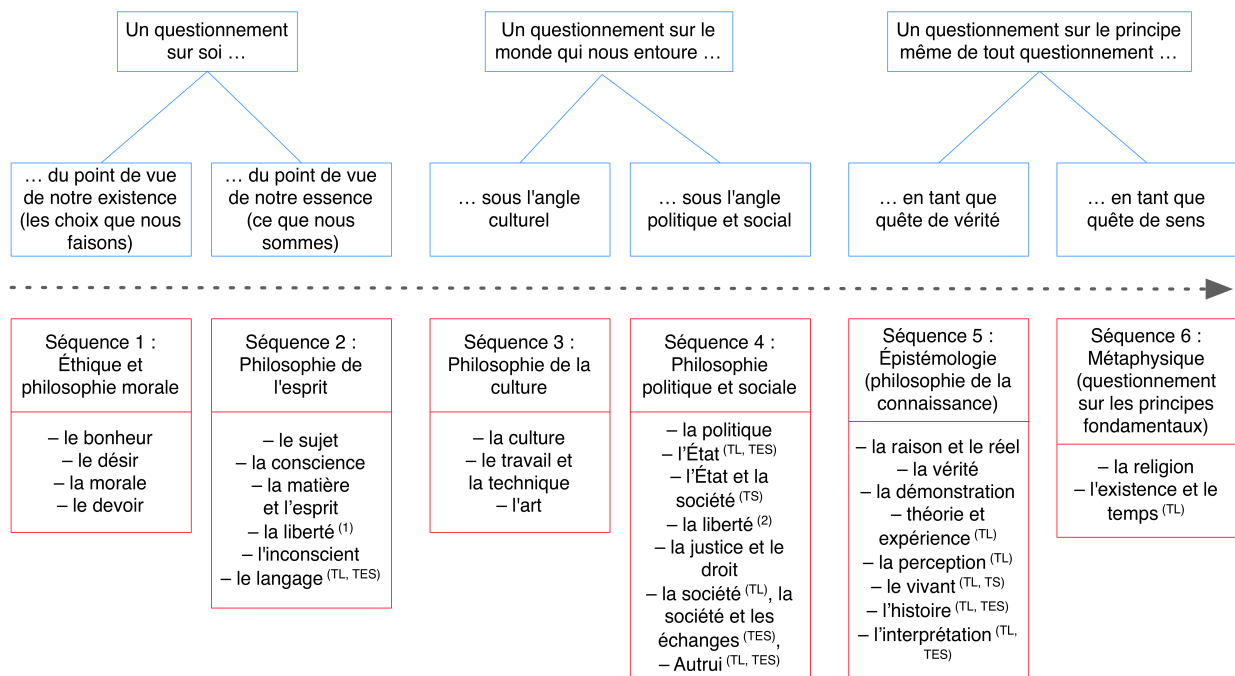 Un questionnement
sur soi …
Un questionnement sur le
monde qui nous entoure …
Un questionnement sur le principe
même de tout questionnement …
… du point de vue
de notre existence
(les choix que nous
faisons)
… du point de vue
de notre essence
(ce que nous
sommes)
… sous l'angle
culturel
… sous l'angle
politique et social
… en tant que
quête de vérité
… en tant que
quête de sens
Séquence 1 :
Éthique et
philosophie morale
– le bonheur
– le désir
– la morale
– le devoir
Séquence 2 :
Philosophie de
l'esprit
– le sujet
– la conscience
– la matière
et l’esprit
– la liberté (1)
– l'inconscient
– le langage (TL, TES)
Séquence 3 :
Philosophie de la
culture
– la culture
– le travail et
la technique
– l'art
Séquence 4 :
Philosophie
politique et sociale
– la politique
– l’État (TL, TES)
– l’État et la
société (TS)
– la liberté (2)
– la justice et le
droit
– la société (TL), la
société et les
échanges (TES),
– Autrui (TL, TES)
Séquence 5 :
Épistémologie
(philosophie de la
connaissance)
– la raison et le réel
– la vérité
– la démonstration
– théorie et
expérience (TL)
– la perception (TL)
– le vivant (TL, TS)
– l’histoire (TL, TES)
– l’interprétation (TL,
TES)
Séquence 6 :
Métaphysique
(questionnement
sur les principes
fondamentaux)
– la religion
– l'existence et le
temps (TL)